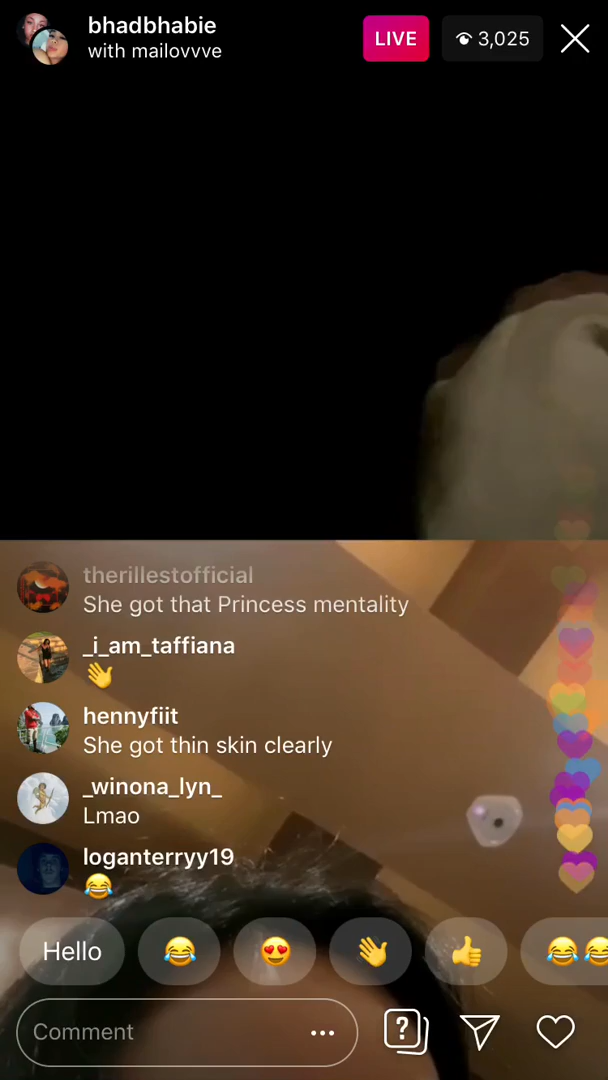 bhadbhabie
with mailovvve
LIVE
3,025
therillestofficial
She got that Princess mentality
_i_am_taffiana
👋
hennyfiit
She got thin skin clearly
_winona_lyn_
Lmao
loganterryy19
😂
Hello 😂 😍 👋 👍 😂😂
Comment